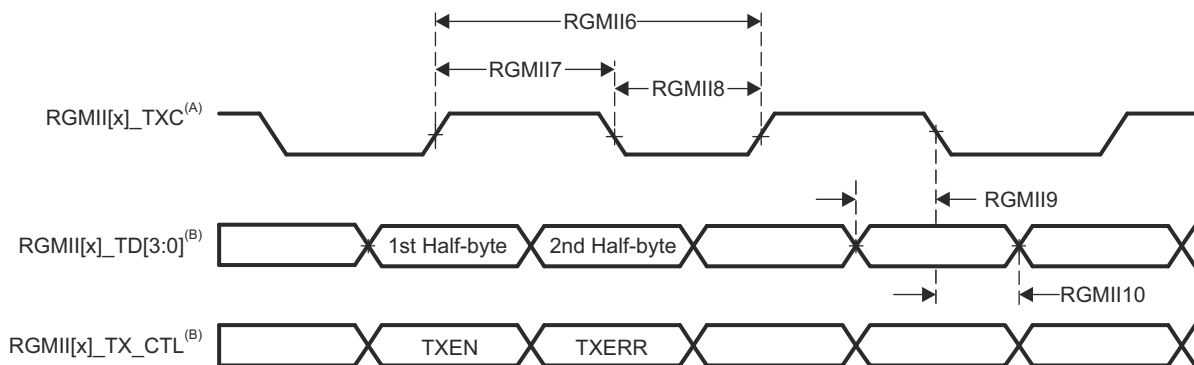 RGMII6
RGMII7
RGMII8
RGMII[x]_TXC(A)
RGMII9
RGMII[x]_TD[3:0](B)
1st Half-byte
2nd Half-byte
RGMII10
RGMII[x]_TX_CTL(B)
TXEN
TXERR